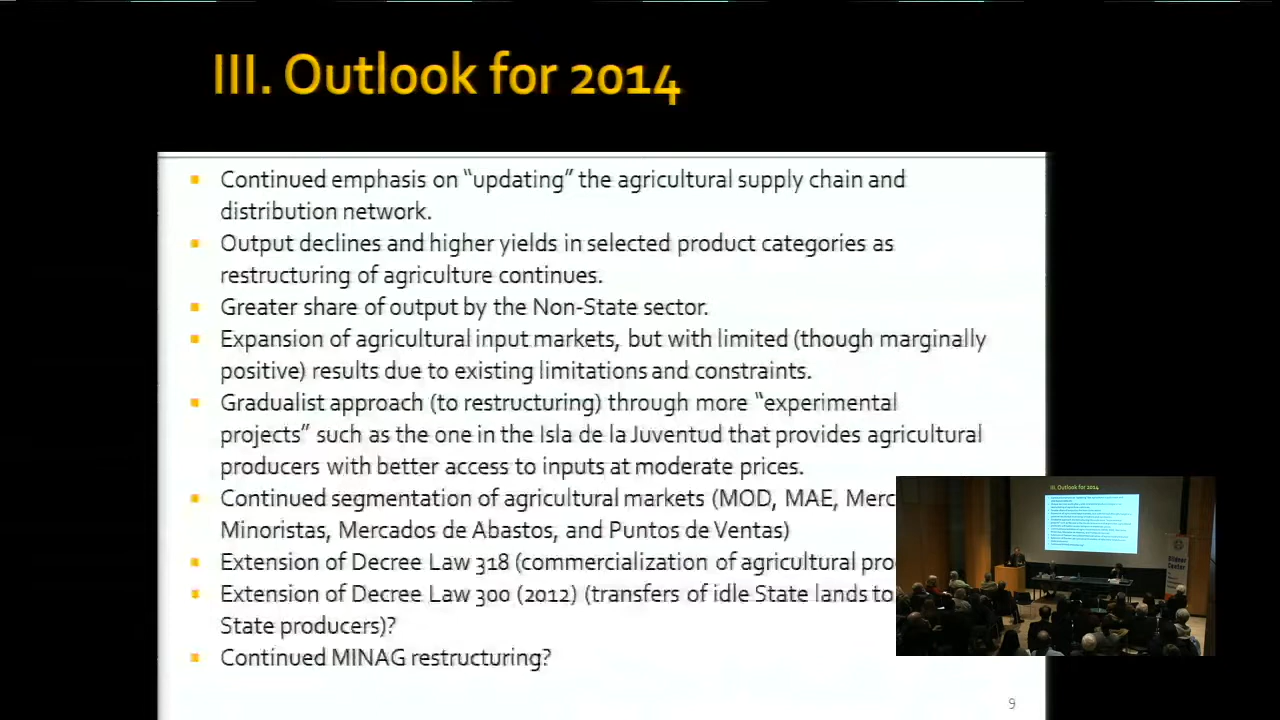 III. Outlook for 2014
Continued emphasis on “updating” the agricultural supply chain and
distribution network.
Output declines and higher yields in selected product categories as
restructuring of agriculture continues.
Greater share of output by the Non-State sector.
Expansion of agricultural input markets, but with limited (though marginally
positive) results due to existing limitations and constraints.
Gradualist approach (to restructuring) through more “experimental
projects” such as the one in the Isla de la Juventud that provides agricultural
producers with better access to inputs at moderate prices.
Continued segmentation of agricultural markets (MOD, MAE,
Minoristas, Mercados de Abastos, and Puntos de Ventas)
Extension of Decree Law 318 (commercialization of agricultural
Extension of Decree Law 300 (2012) (transfers of idle State lands to
State producers)?
Continued MINAG restructuring?
9
III. Outlook for 2014
Bildner
Center